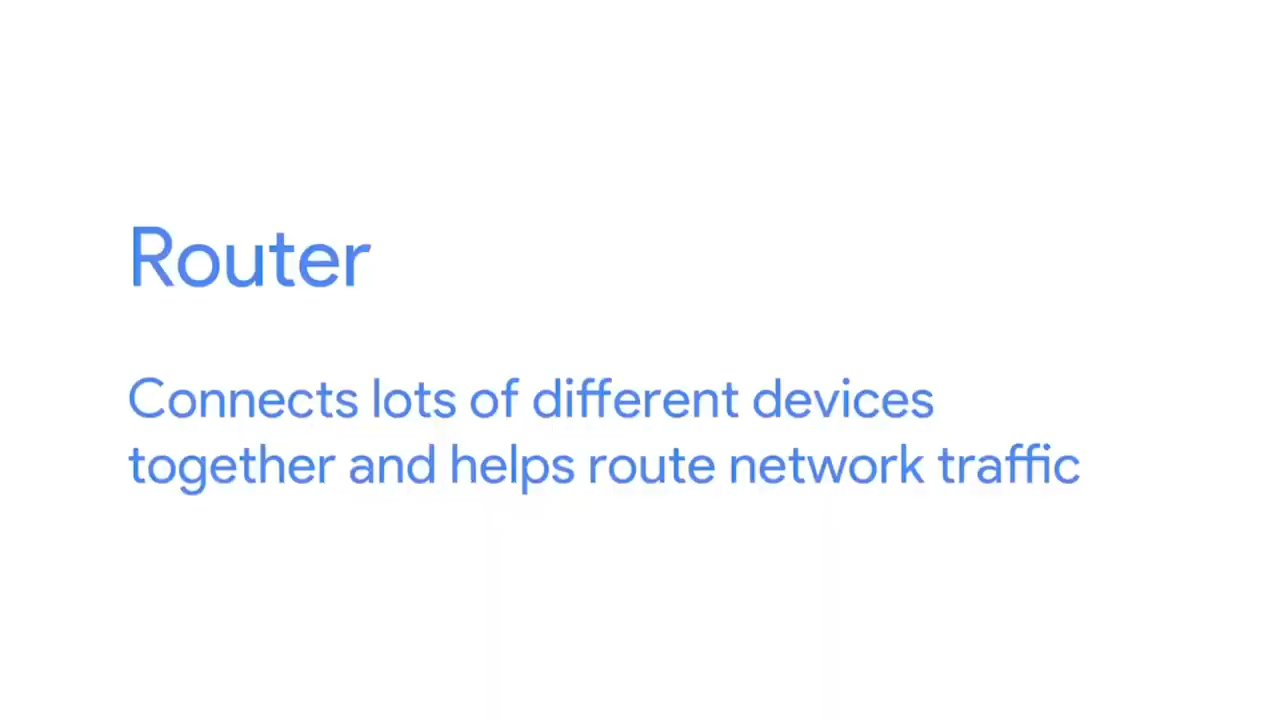 Router
Connects lots of different devices
together and helps route network traffic